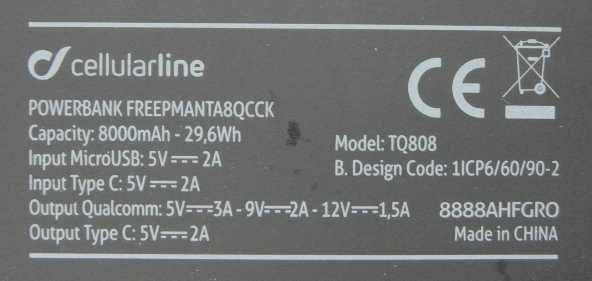 cellularline
CE
POWERBANK FREEPMANTA8QCCK
Capacity: 8000mAh - 29,6Wh
Input MicroUSB: 5V⎓2A
Input Type C: 5V⎓2A
Output Qualcomm: 5V⎓3A - 9V⎓2A - 12V⎓1,5A
Output Type C: 5V⎓2A
Model: TQ808
B. Design Code: 1ICP6/60/90-2
8888AHFGRO
Made in CHINA